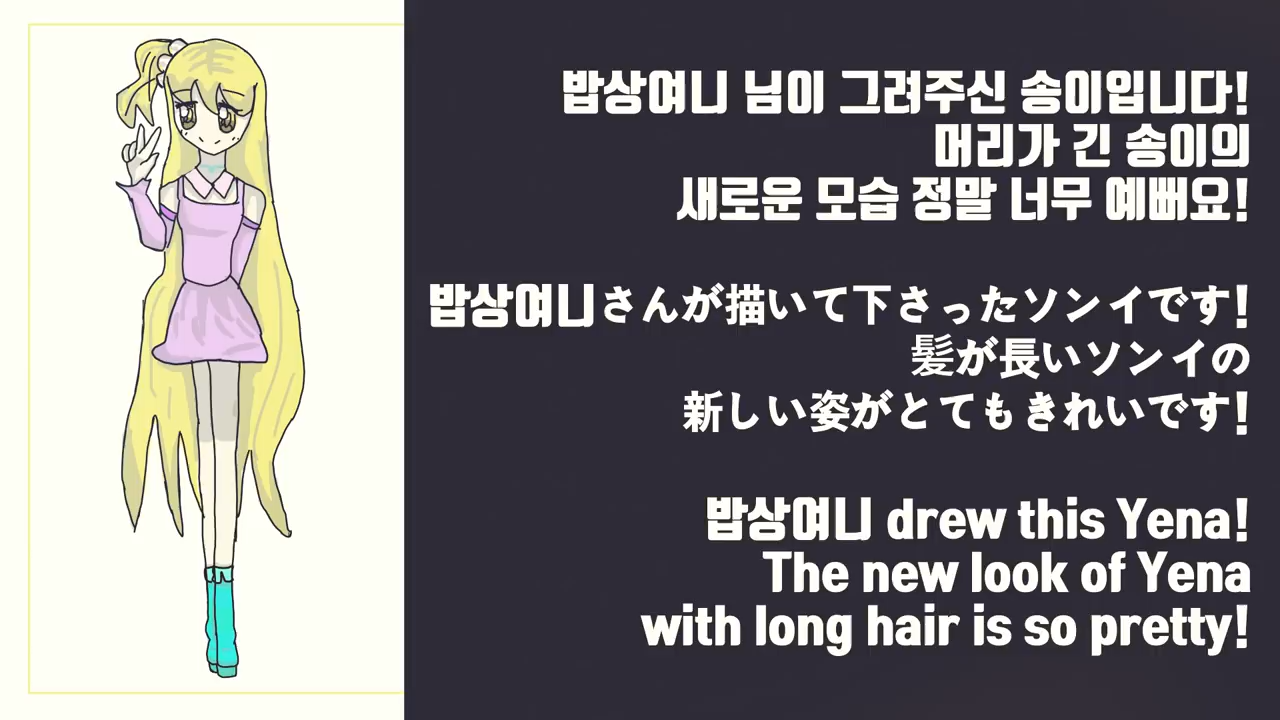 밥상여니 님이 그려주신 송이입니다!
머리가 긴 송이의
새로운 모습 정말 너무 예뻐요!
밥상여니さんが描いて下さったソンイです!
髪が長いソンイの
新しい姿がとてもきれいです!
밥상여니 drew this Yena!
The new look of Yena
with long hair is so pretty!